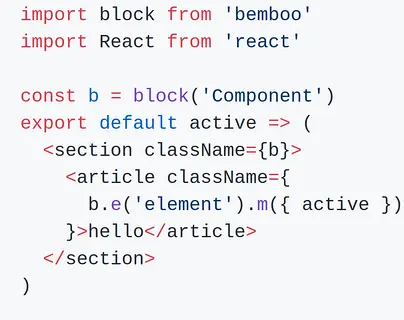 import block from 'bemboo'
import React from 'react'
const b = block('Component')
export default active => (
<section className={b}>
<article className={
b.e('element').m({ active })
}>hello</article>
</section>
)